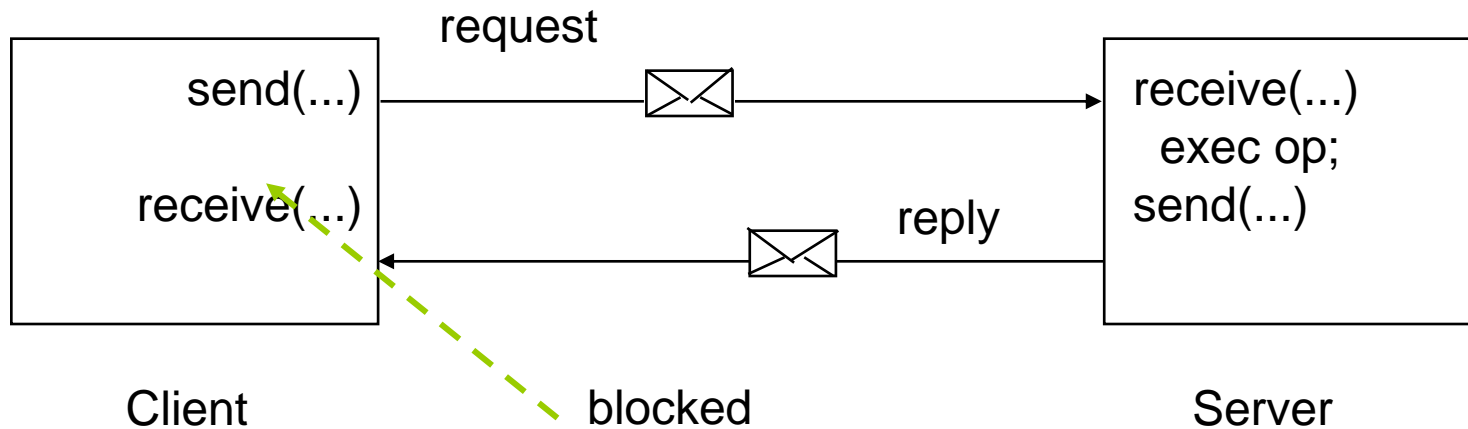 request
send(...)
receive(...)
receive(...)
exec op;
send(...)
reply
Client
blocked
Server